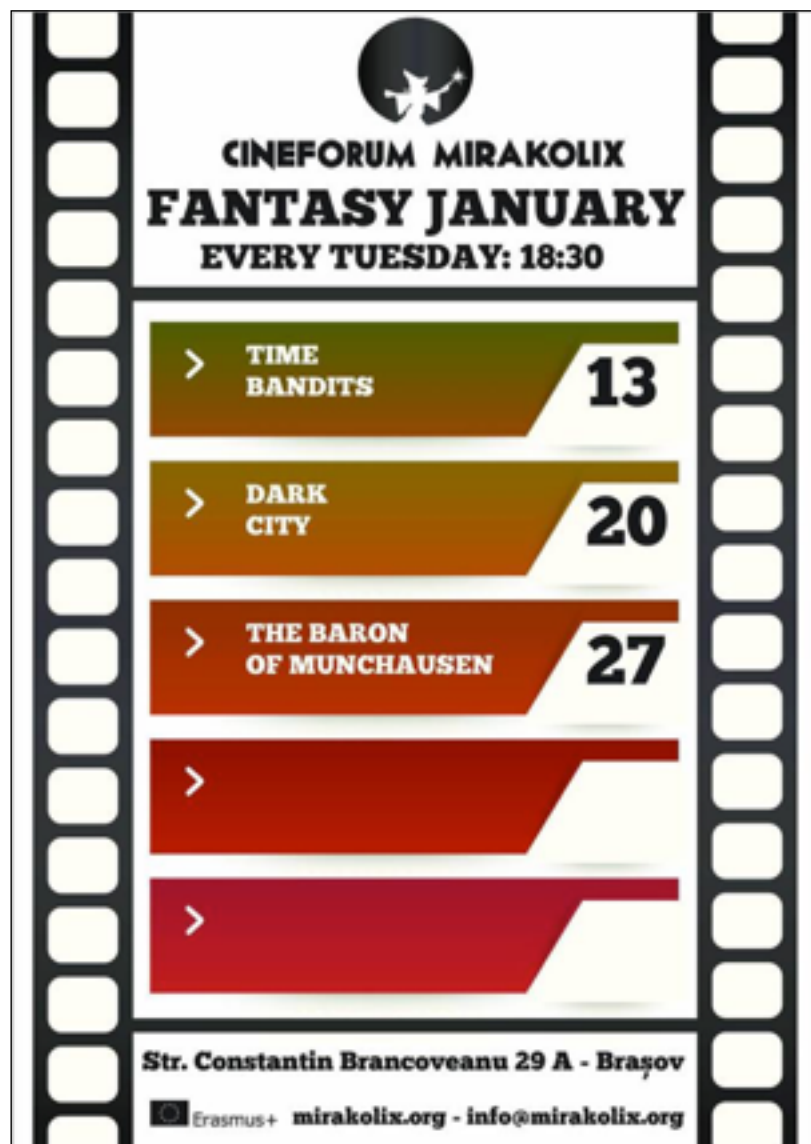 CINEFORUM MIRAKOLIX
FANTASY JANUARY
EVERY TUESDAY: 18:30
TIME
BANDITS
13
DARK
CITY
20
THE BARON
OF MUNCHAUSEN
27
Str. Constantin Brancoveanu 29 A - Brașov
Erasmus+ mirakolix.org - info@mirakolix.org